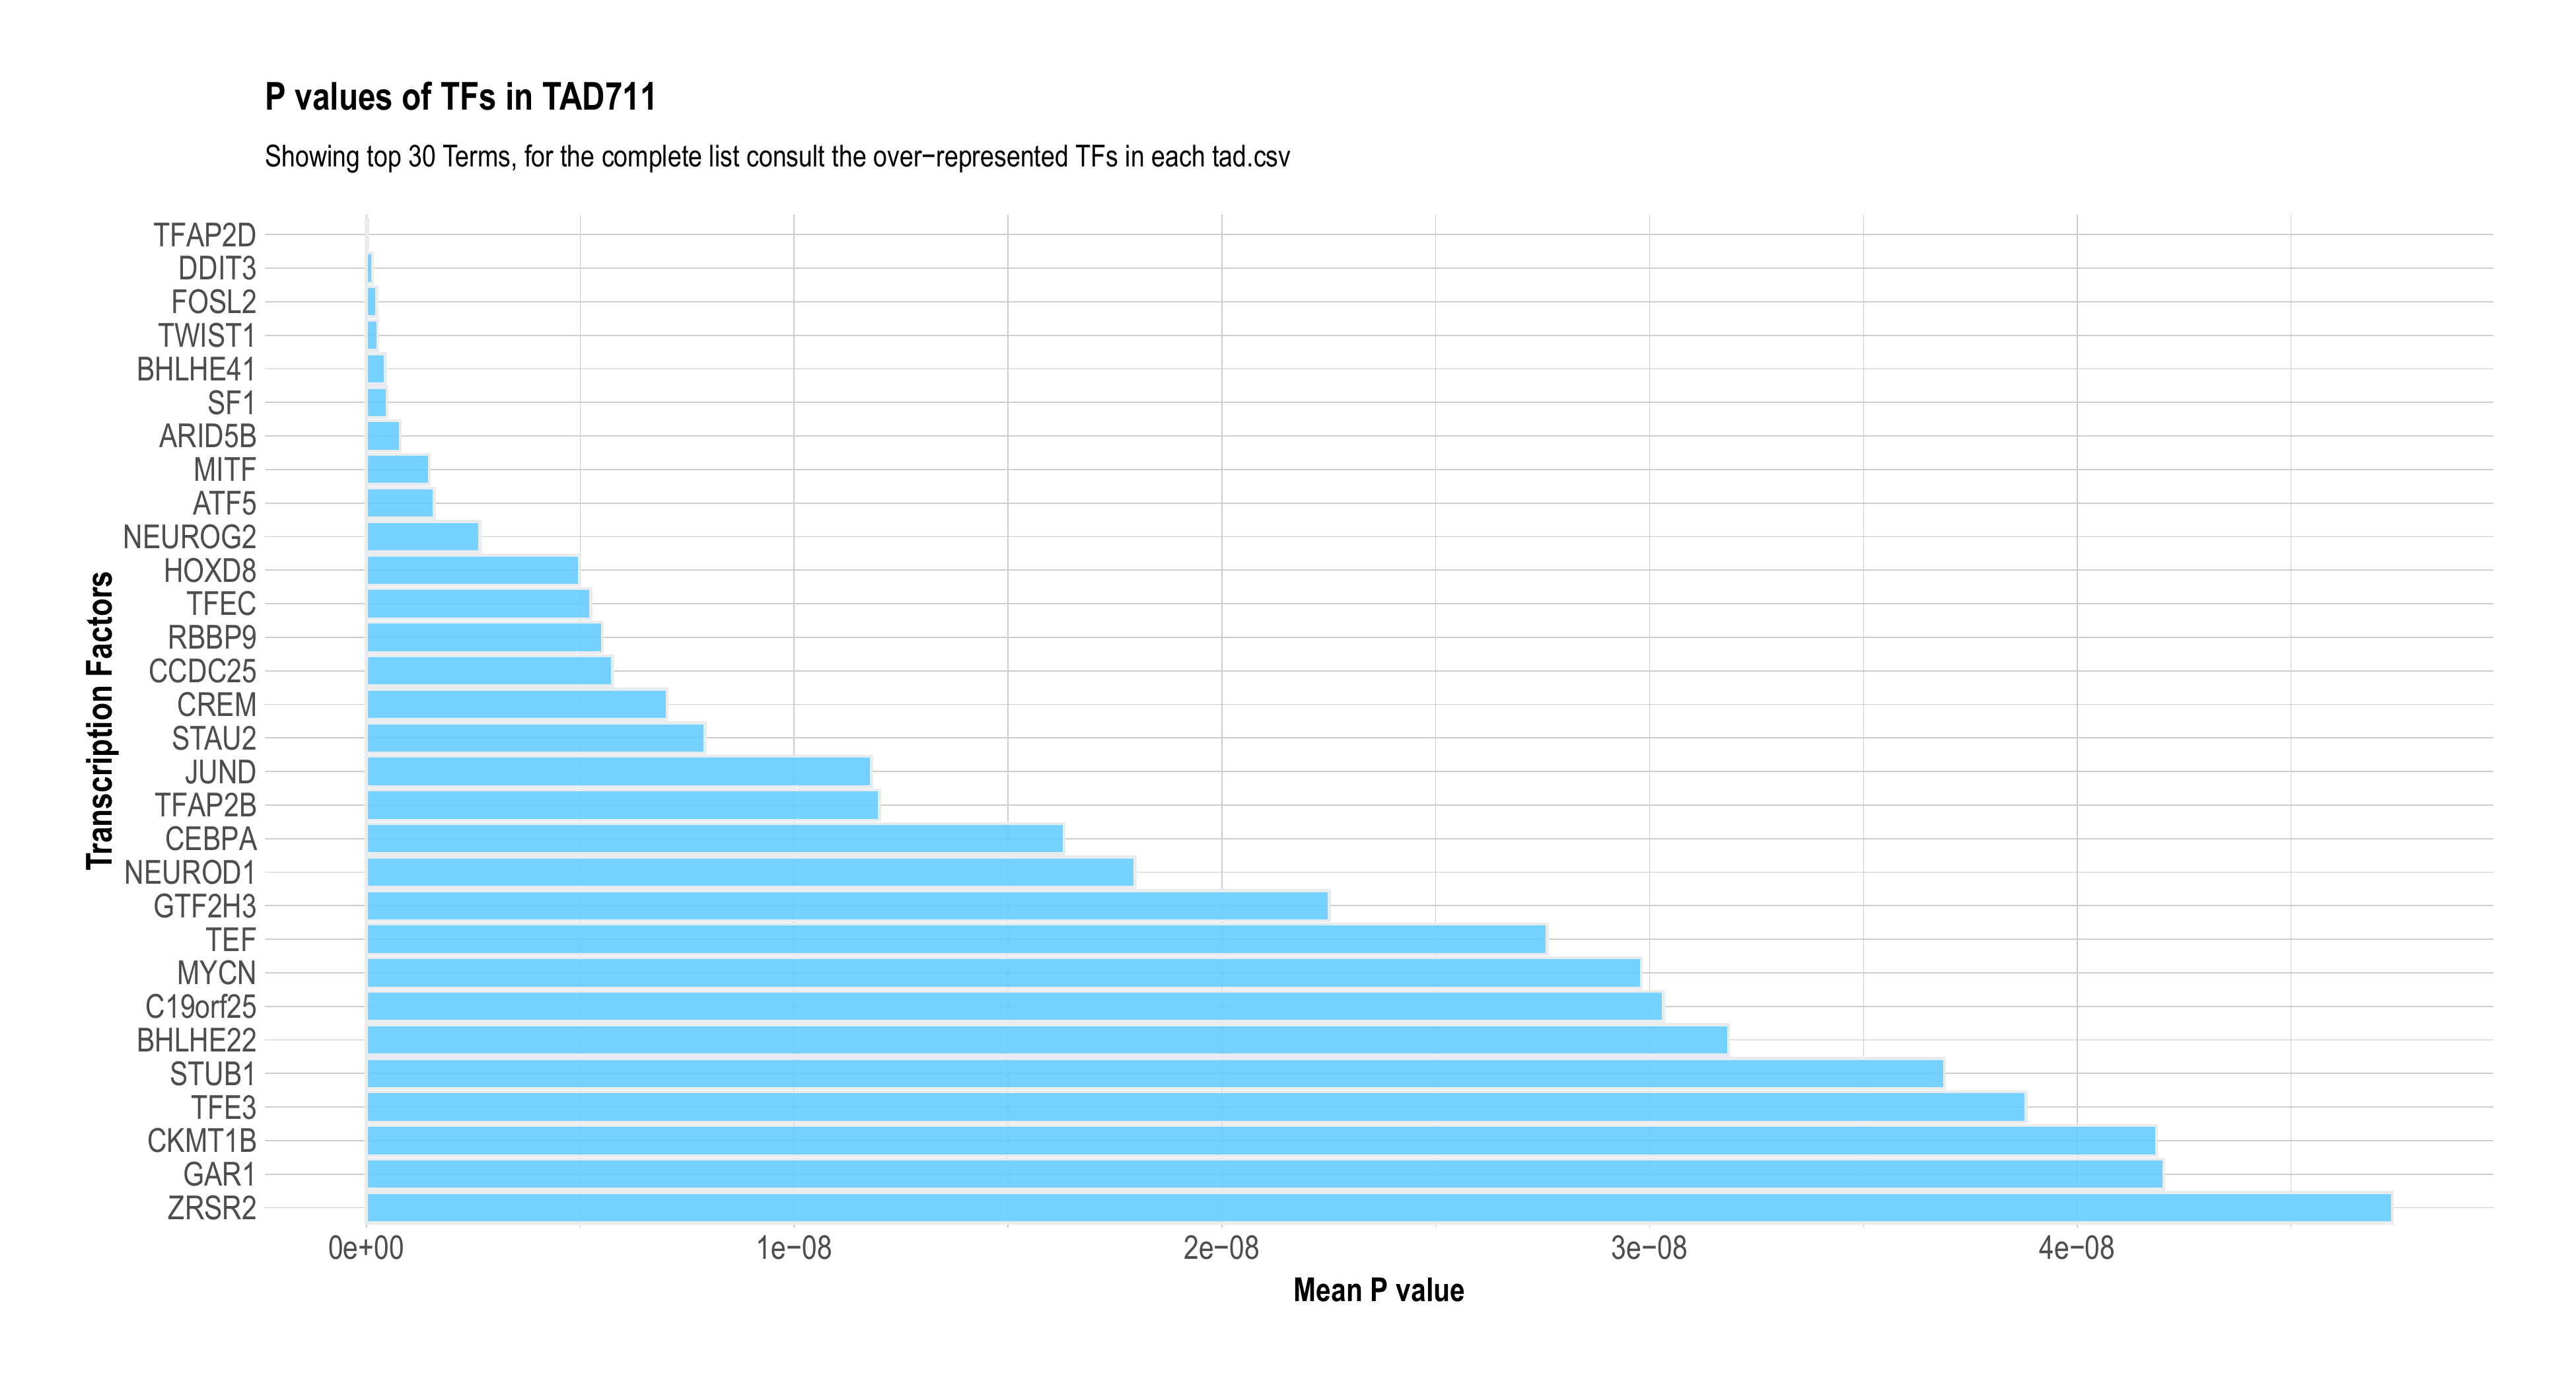 P values of TFs in TAD711
Showing top 30 Terms, for the complete list consult the over−represented TFs in each tad.csv
Transcription Factors
TFAP2D
DDIT3
FOSL2
TWIST1
BHLHE41
SF1
ARID5B
MITF
ATF5
NEUROG2
HOXD8
TFEC
RBBP9
CCDC25
CREM
STAU2
JUND
TFAP2B
CEBPA
NEUROD1
GTF2H3
TEF
MYCN
C19orf25
BHLHE22
STUB1
TFE3
CKMT1B
GAR1
ZRSR2
0e+00 1e−08 2e−08 3e−08 4e−08
Mean P value